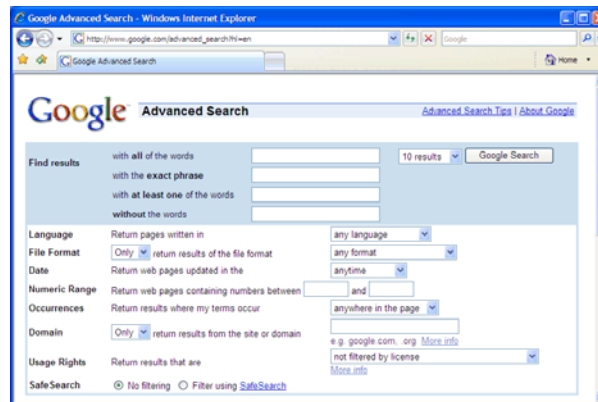 Google Advanced Search - Windows Internet Explorer
http://www.google.com/advanced_search?hl=en
Google
Google Advanced Search
Home
Google Advanced Search
Advanced Search Tips | About Google
Find results
with all of the words
10 results
Google Search
with the exact phrase
with at least one of the words
without the words
Language Return pages written in any language
File Format Only return results of the file format any format
Date Return web pages updated in the anytime
Numeric Range Return web pages containing numbers between and
Occurrences Return results where my terms occur anywhere in the page
Domain Only return results from the site or domain
e.g. google.com, .org More info
Usage Rights Return results that are not filtered by license
More info
SafeSearch No filtering Filter using SafeSearch